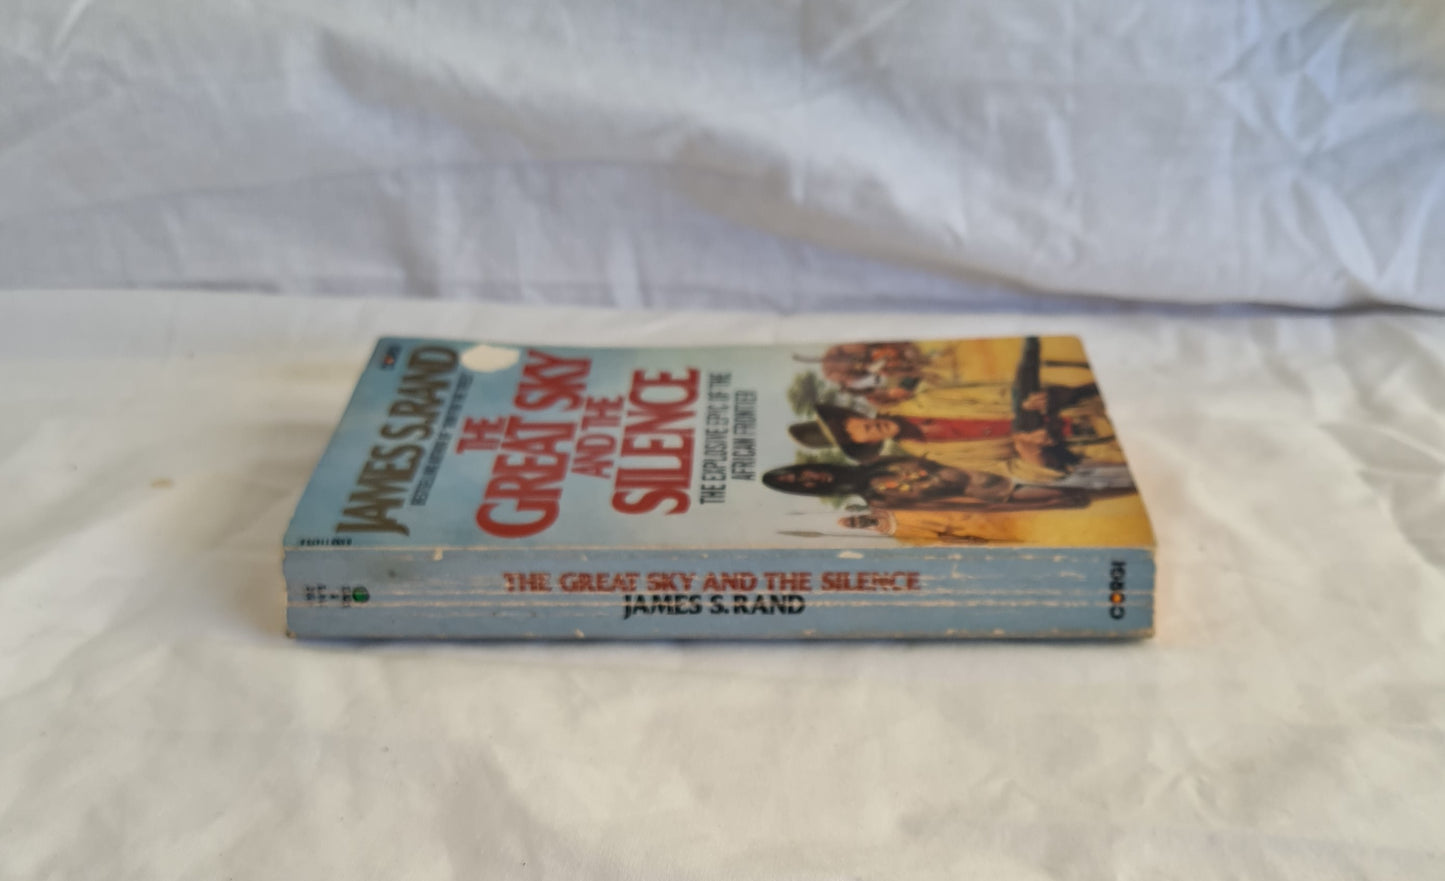 CORGI
JAMES S. RAND
THE
GREAT SKY
AND THE
SILENCE
THE EXPLOSIVE EPIC OF THE
AFRICAN FRONTIER
THE GREAT SKY AND THE SILENCE
JAMES S. RAND
CORGI